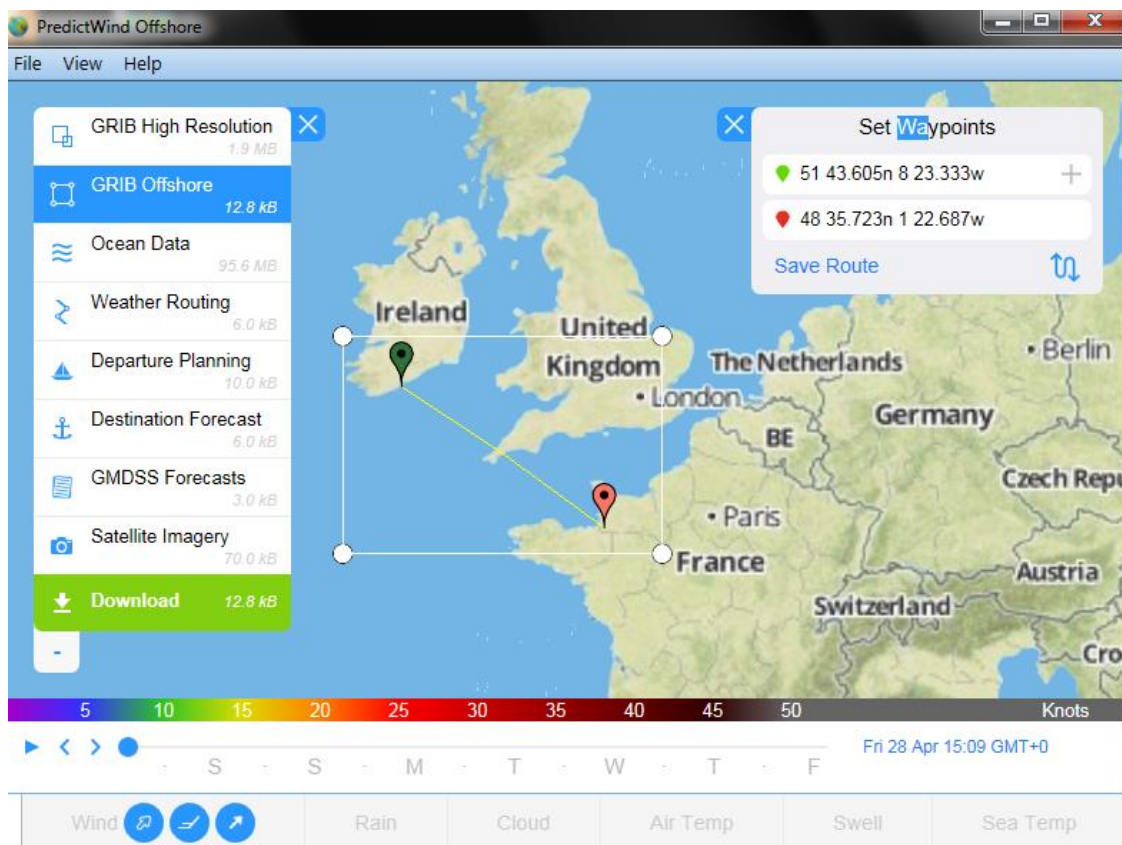 PredictWind Offshore
File View Help
GRIB High Resolution
1.9 MB
GRIB Offshore
12.8 kB
Ocean Data
95.6 MB
Weather Routing
6.0 kB
Departure Planning
10.0 kB
Destination Forecast
6.0 kB
GMDSS Forecasts
3.0 kB
Satellite Imagery
70.0 kB
Download 12.8 kB
-
Set Waypoints
51 43.605n 8 23.333w
48 35.723n 1 22.687w
Save Route
Ireland
United
Kingdom
London
The Netherlands
Berlin
Germany
BE
Czech Repu
Paris
France
Austria
Switzerland
Cro
5 10 15 20 25 30 35 40 45 50 Knots
Fri 28 Apr 15:09 GMT+0
- S - S - M - T - W - T - F
Wind Rain Cloud Air Temp Swell Sea Temp